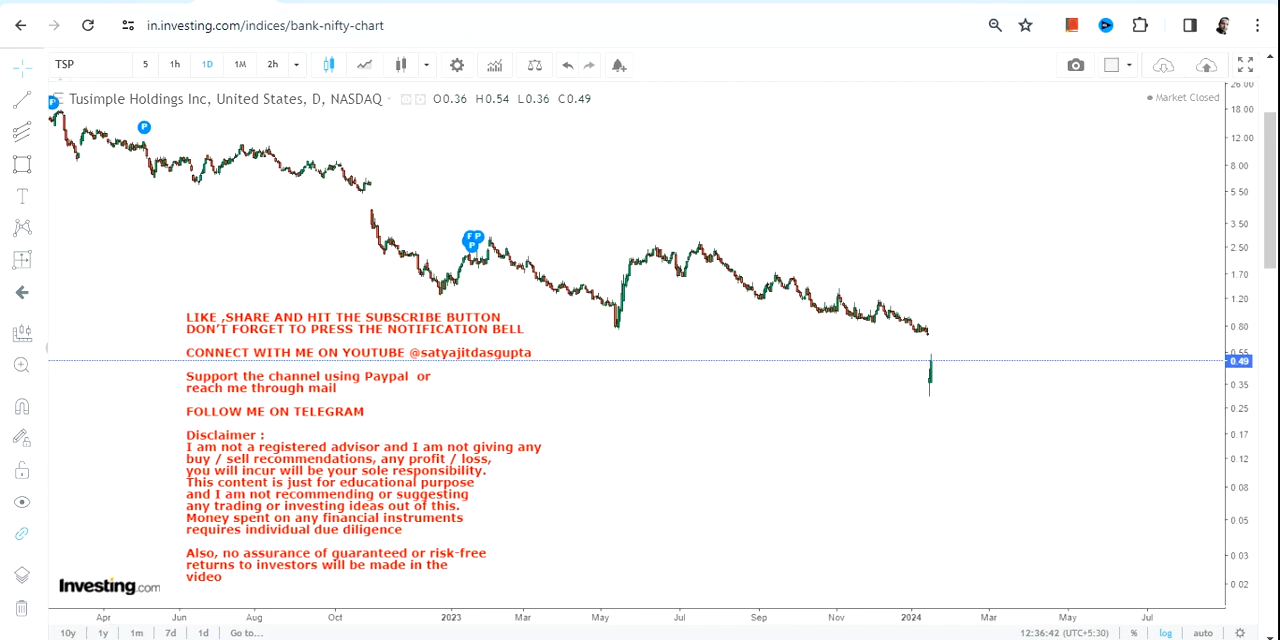 in.investing.com/indices/bank-nifty-chart
TSP 5 1h 1D 1M 2h
Tusimple Holdings Inc, United States, D, NASDAQ O0.36 H0.54 L0.36 C0.49
Market Closed
26.00
18.00
P
P
12.00
8.00
5.50
3.50
F P
P
2.50
1.70
1.20
LIKE ,SHARE AND HIT THE SUBSCRIBE BUTTON
DON'T FORGET TO PRESS THE NOTIFICATION BELL
0.80
CONNECT WITH ME ON YOUTUBE @satyajitdasgupta
0.55
0.49
Support the channel using Paypal or
reach me through mail
0.35
FOLLOW ME ON TELEGRAM
0.25
Disclaimer :
0.17
I am not a registered advisor and I am not giving any
buy / sell recommendations, any profit / loss,
0.12
you will incur will be your sole responsibility.
This content is just for educational purpose
0.08
and I am not recommending or suggesting
any trading or investing ideas out of this.
Money spent on any financial instruments
0.05
requires individual due diligence
Also, no assurance of guaranteed or risk-free
0.03
returns to investors will be made in the
video
0.02
Investing.com
Apr Jun Aug Oct 2023 Mar May Jul Sep Nov 2024 Mar May Jul
10y 1y 1m 7d 1d Go to... 12:36:42 (UTC+5:30) % log auto